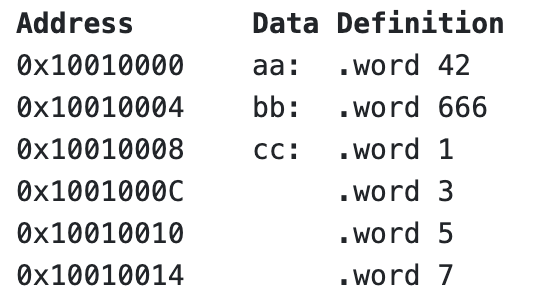 Address Data Definition
0x10010000 aa: .word 42
0x10010004 bb: .word 666
0x10010008 cc: .word 1
0x1001000C .word 3
0x10010010 .word 5
0x10010014 .word 7